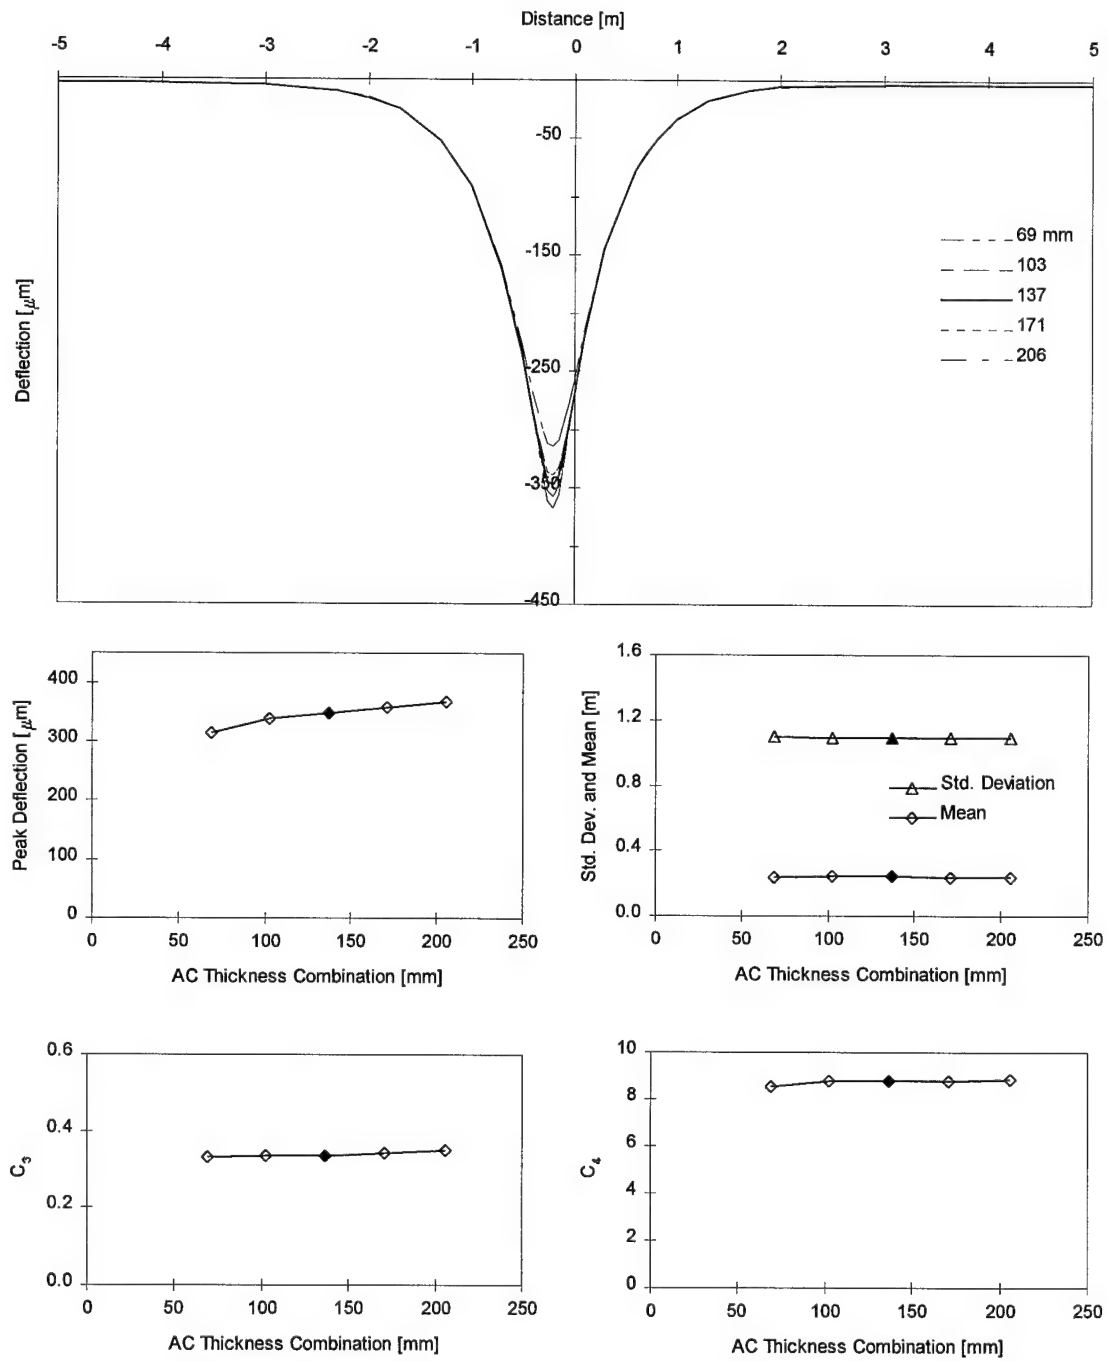 Distance [m]
-5 -4 -3 -2 -1 0 1 2 3 4 5
-50
-150
-250
-350
-450
Deflection [μm]
69 mm
103
137
171
206
400
300
200
100
0
0 50 100 150 200 250
Peak Deflection [μm]
AC Thickness Combination [mm]
1.6
1.2
0.8
0.4
0.0
0 50 100 150 200 250
Std. Dev. and Mean [m]
Std. Deviation
Mean
AC Thickness Combination [mm]
0.6
0.4
0.2
0.0
0 50 100 150 200 250
C₃
AC Thickness Combination [mm]
10
8
6
4
2
0
0 50 100 150 200 250
C₄
AC Thickness Combination [mm]